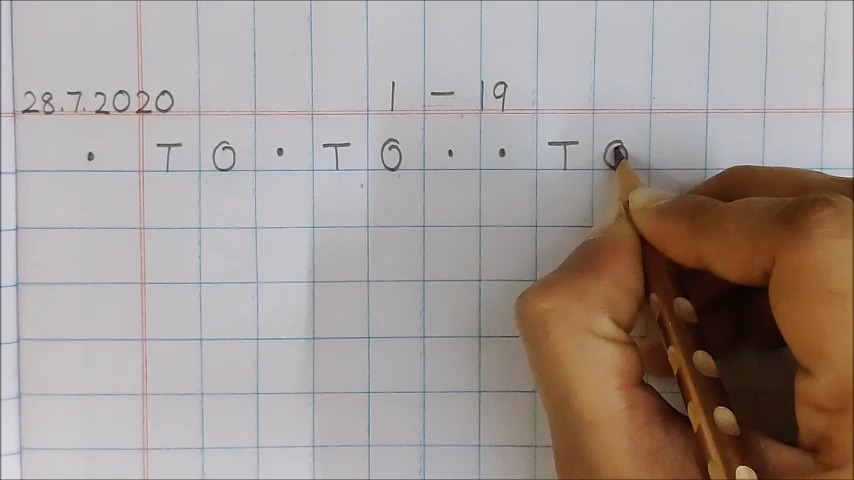 28.7.2020 1 – 19
· T O · T O · · T O